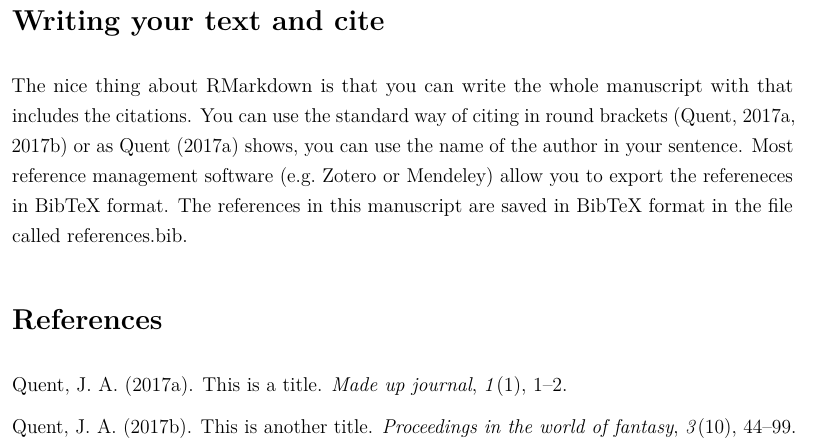 Writing your text and cite
The nice thing about RMarkdown is that you can write the whole manuscript with that
includes the citations. You can use the standard way of citing in round brackets (Quent, 2017a,
2017b) or as Quent (2017a) shows, you can use the name of the author in your sentence. Most
reference management software (e.g. Zotero or Mendeley) allow you to export the refereneces
in BibTeX format. The references in this manuscript are saved in BibTeX format in the file
called references.bib.
References
Quent, J. A. (2017a). This is a title. Made up journal, 1(1), 1–2.
Quent, J. A. (2017b). This is another title. Proceedings in the world of fantasy, 3(10), 44–99.